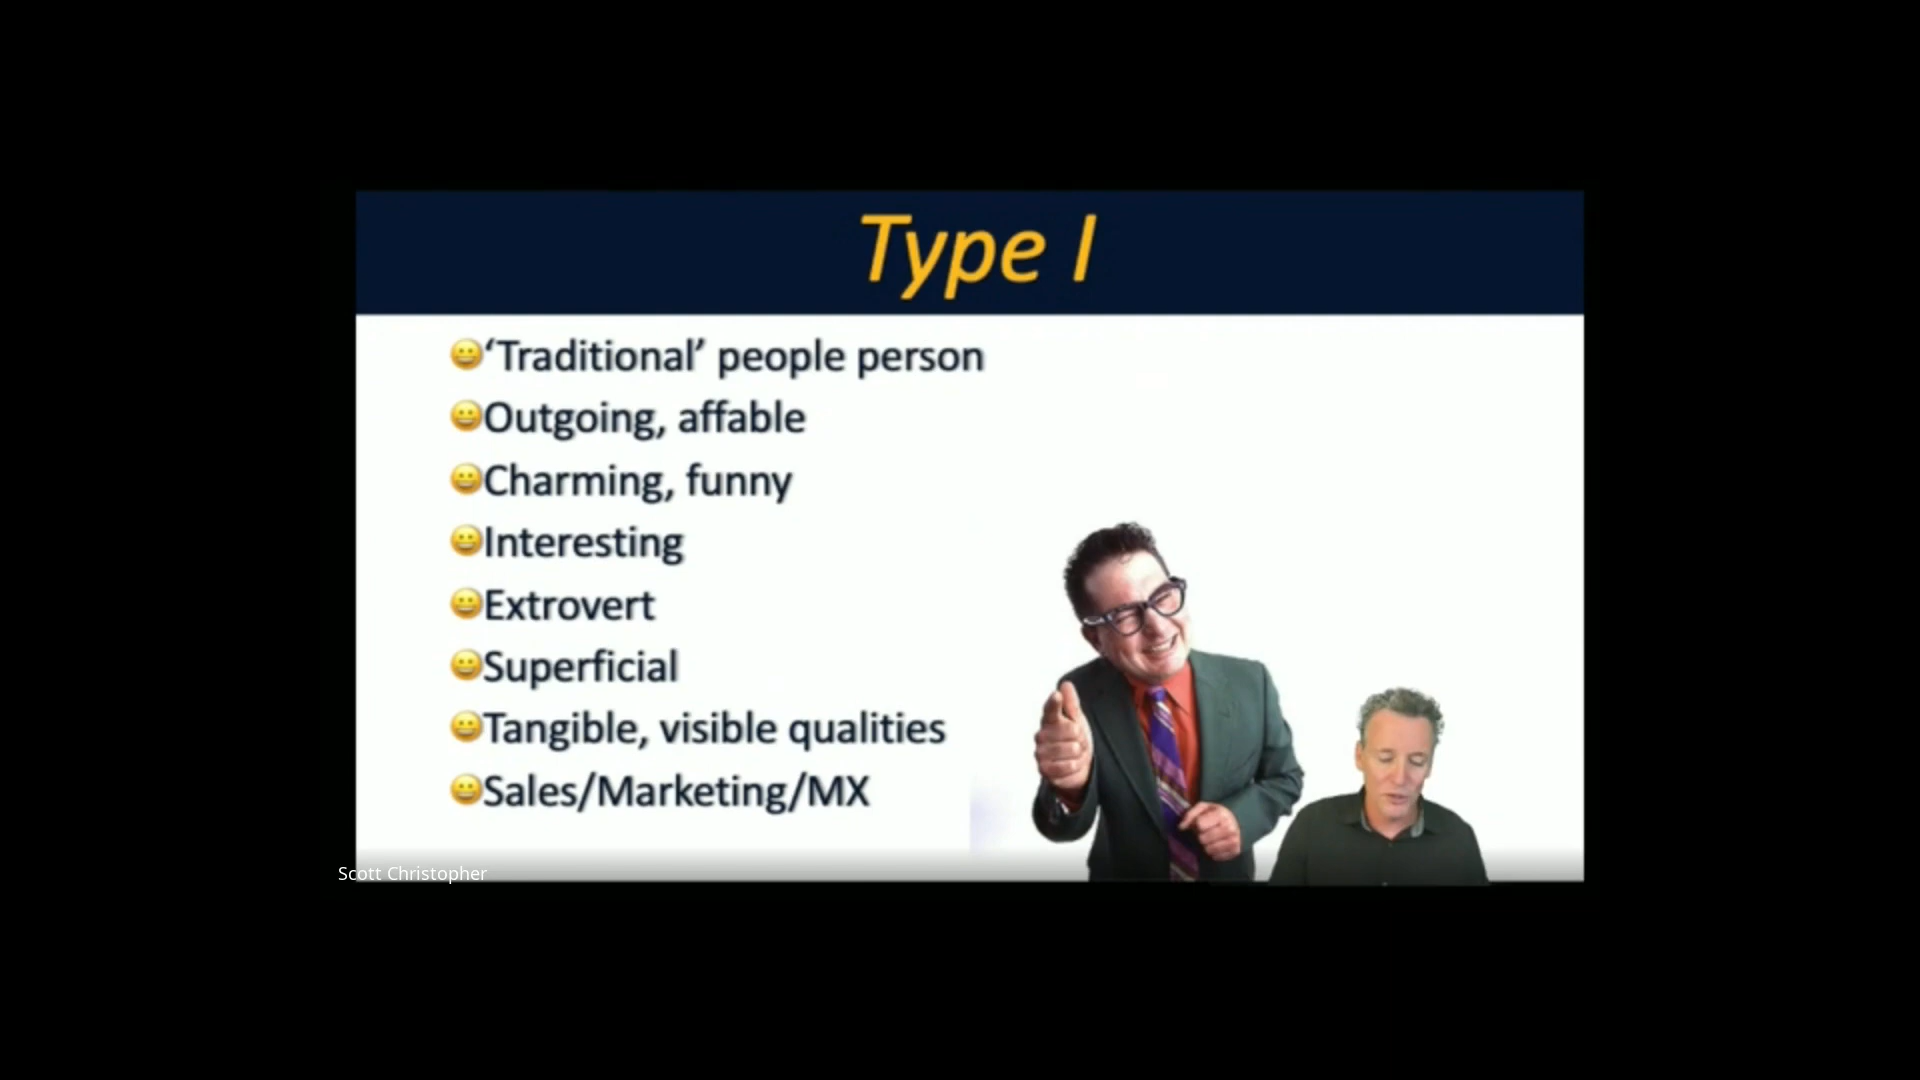 Type I
‘Traditional’ people person
Outgoing, affable
Charming, funny
Interesting
Extrovert
Superficial
Tangible, visible qualities
Sales/Marketing/MX
Scott Christopher